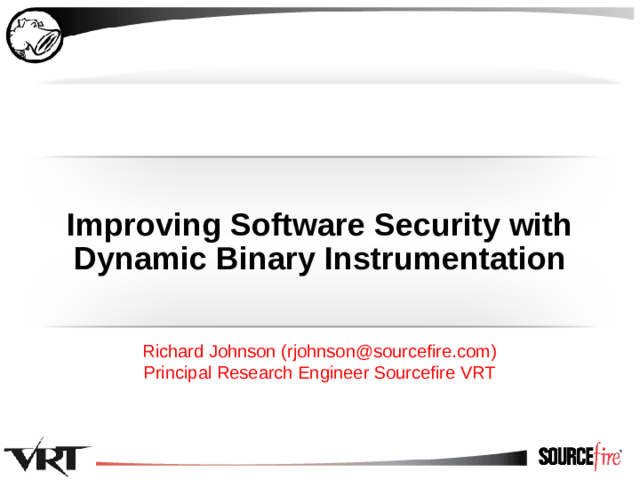 Improving Software Security with
Dynamic Binary Instrumentation
Richard Johnson (rjohnson@sourcefire.com)
Principal Research Engineer Sourcefire VRT
VRT
SOURCEfire